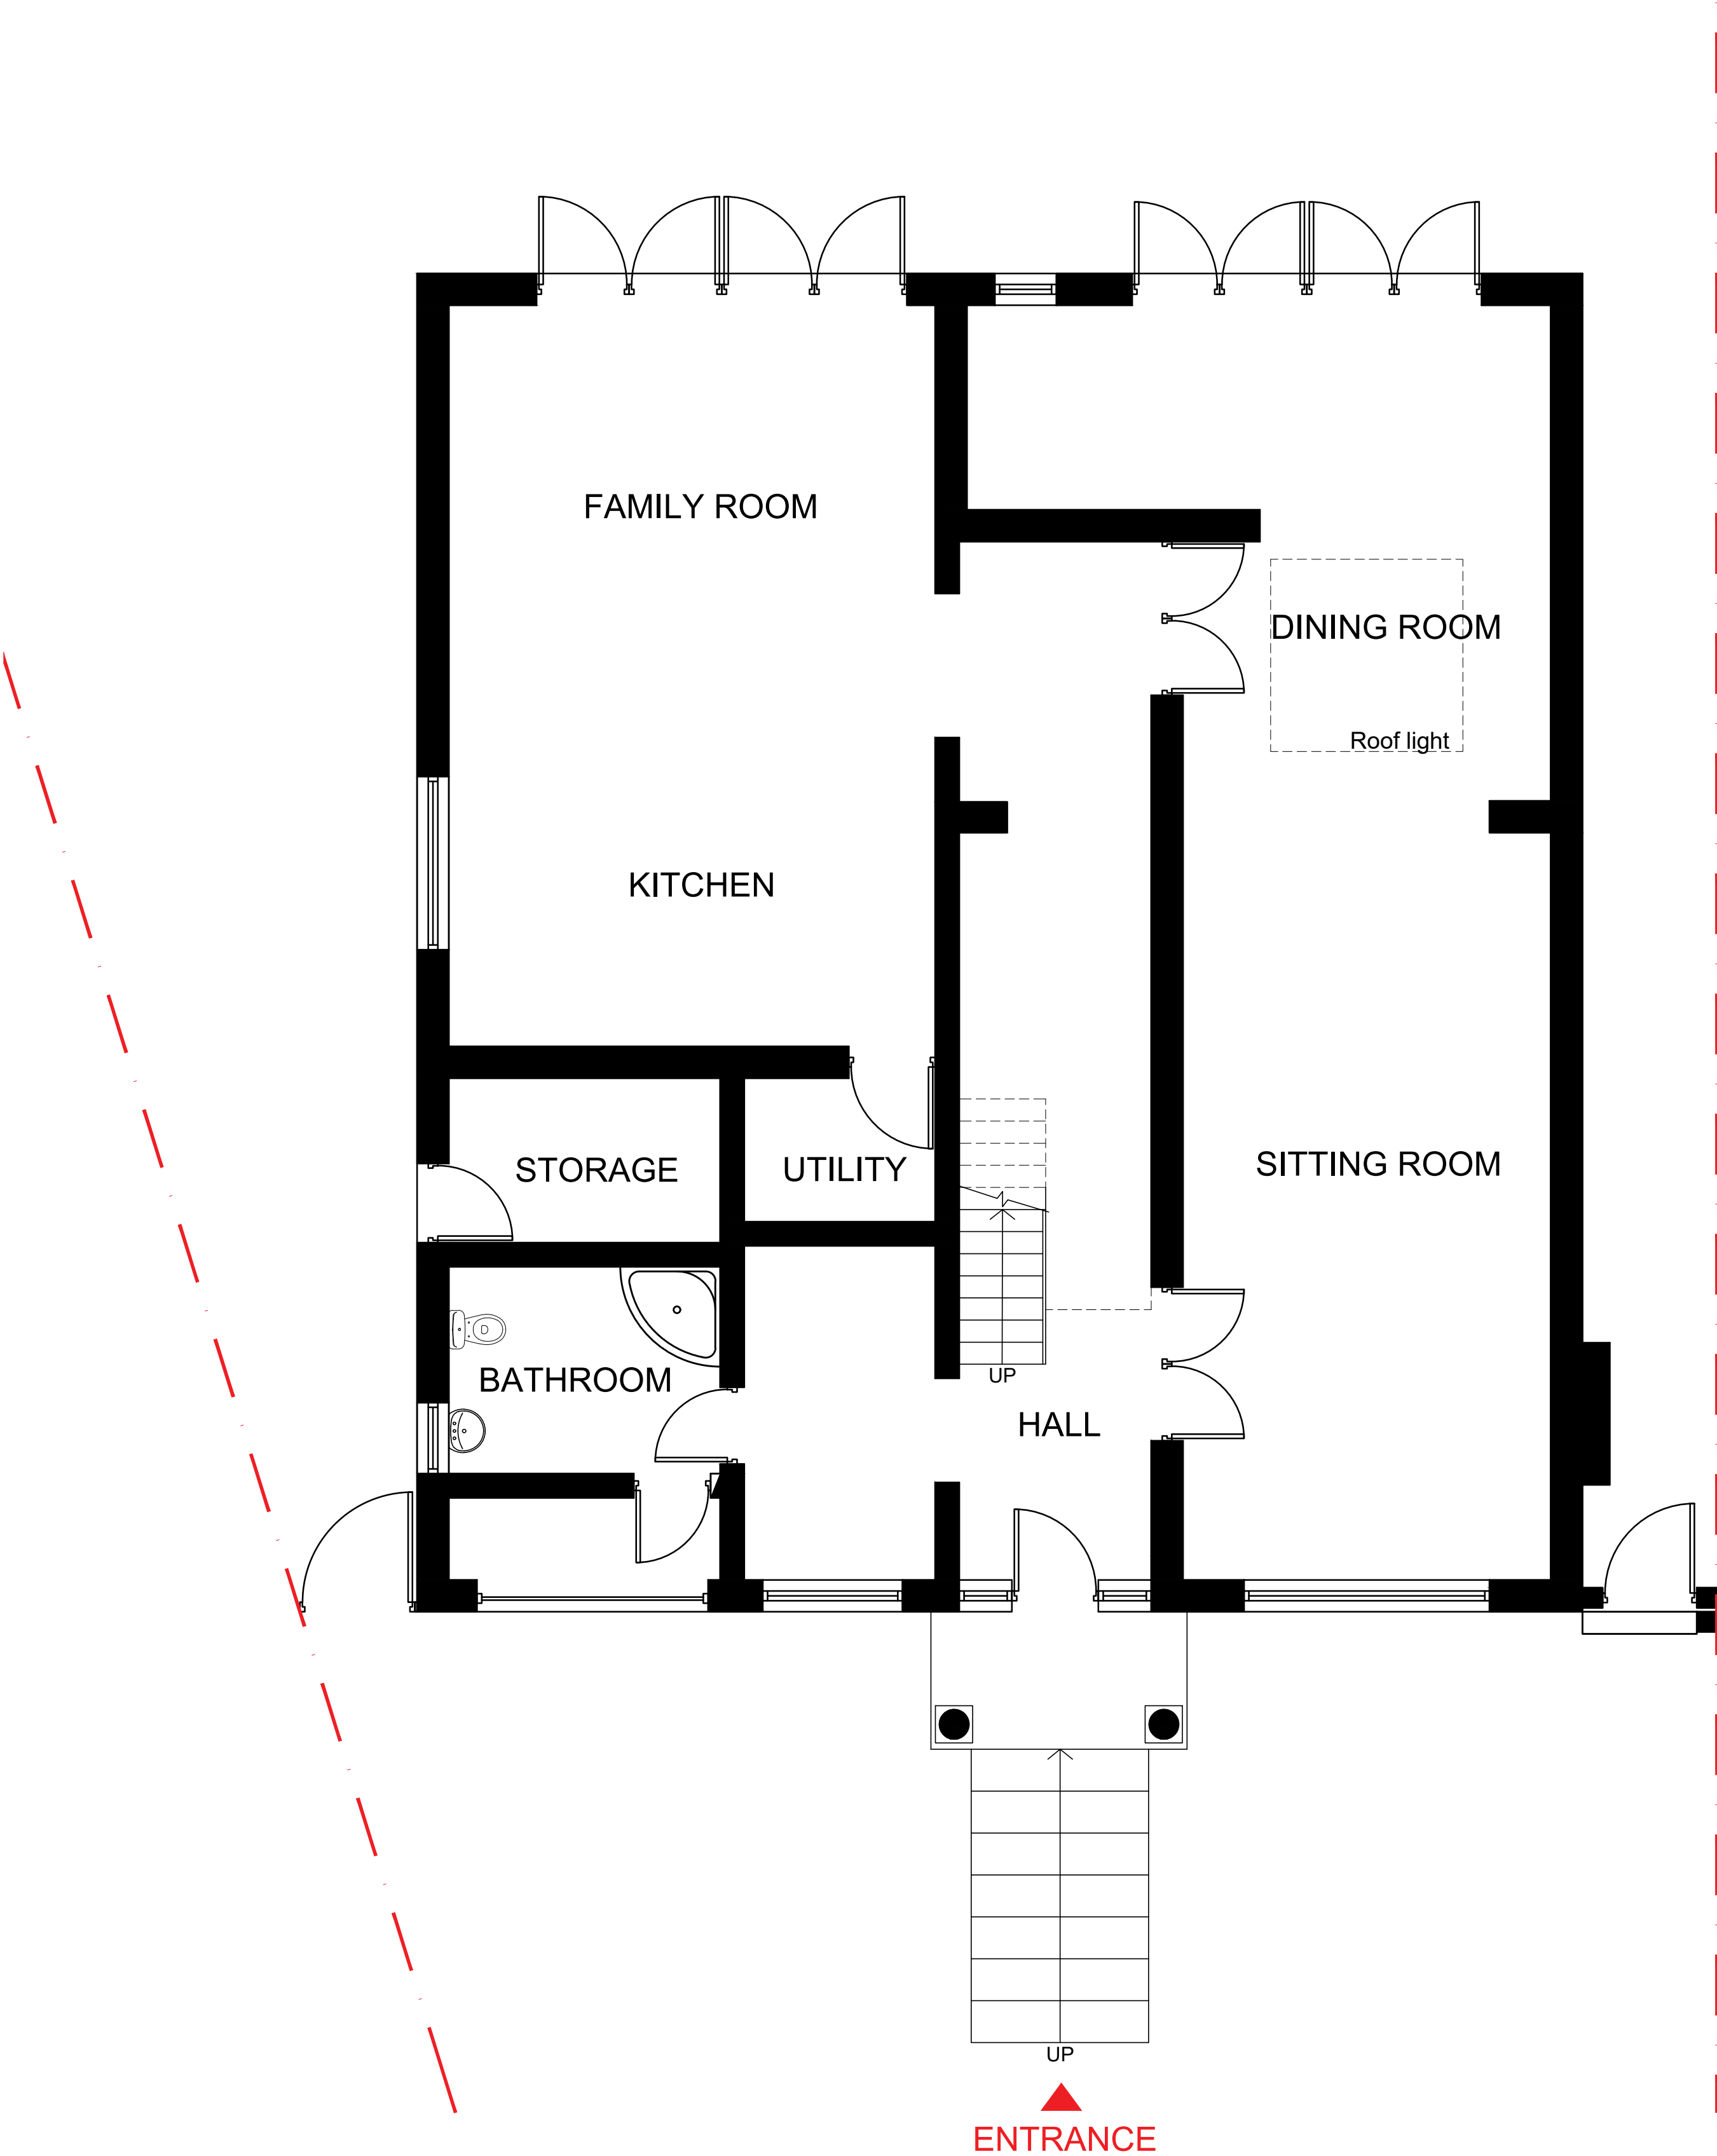 FAMILY ROOM
DINING ROOM
Roof light
KITCHEN
STORAGE
UTILITY
SITTING ROOM
BATHROOM
UP
HALL
UP
ENTRANCE